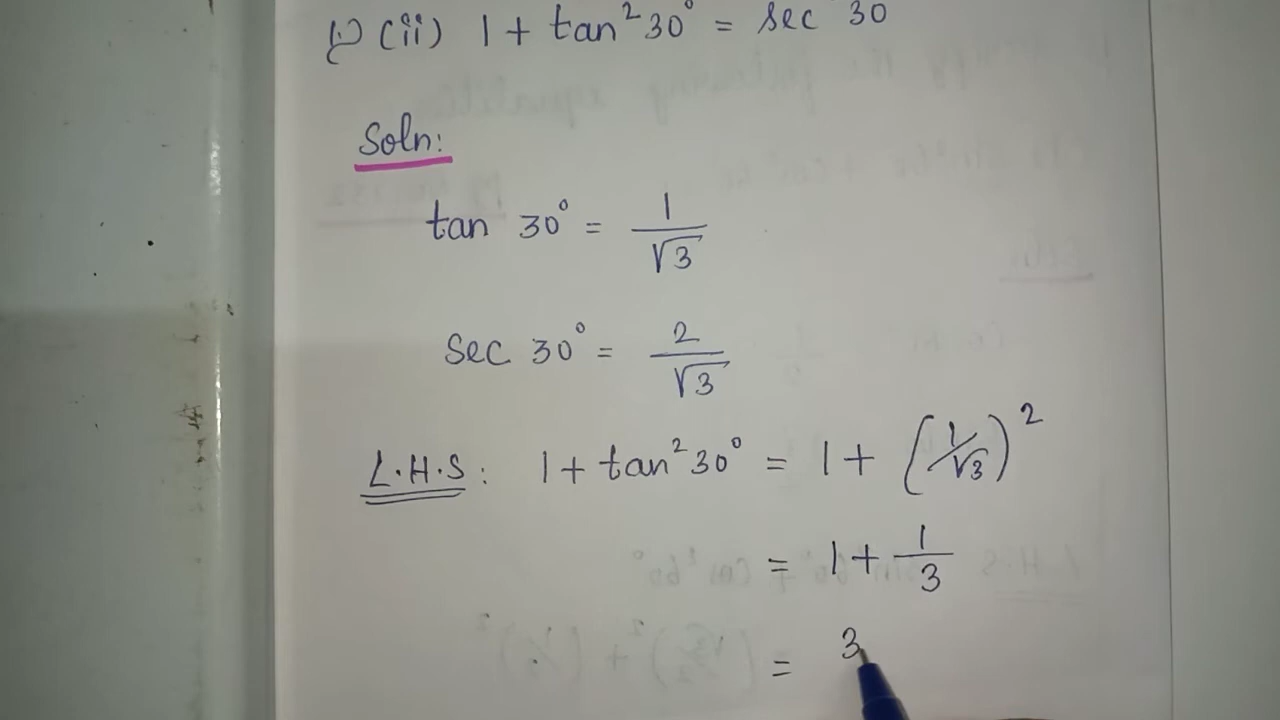 1) (ii) 1 + tan²30° = sec 30
Soln:
tan 30° = 1/√3
sec 30° = 2/√3
L.H.S : 1 + tan²30° = 1 + (1/√3)²
= 1 + 1/3
= 3